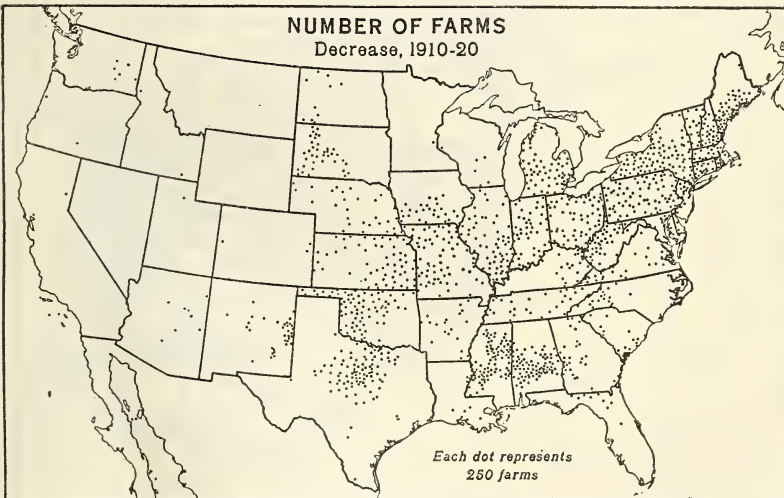 NUMBER OF FARMS
Decrease, 1910-20
Each dot represents
250 farms